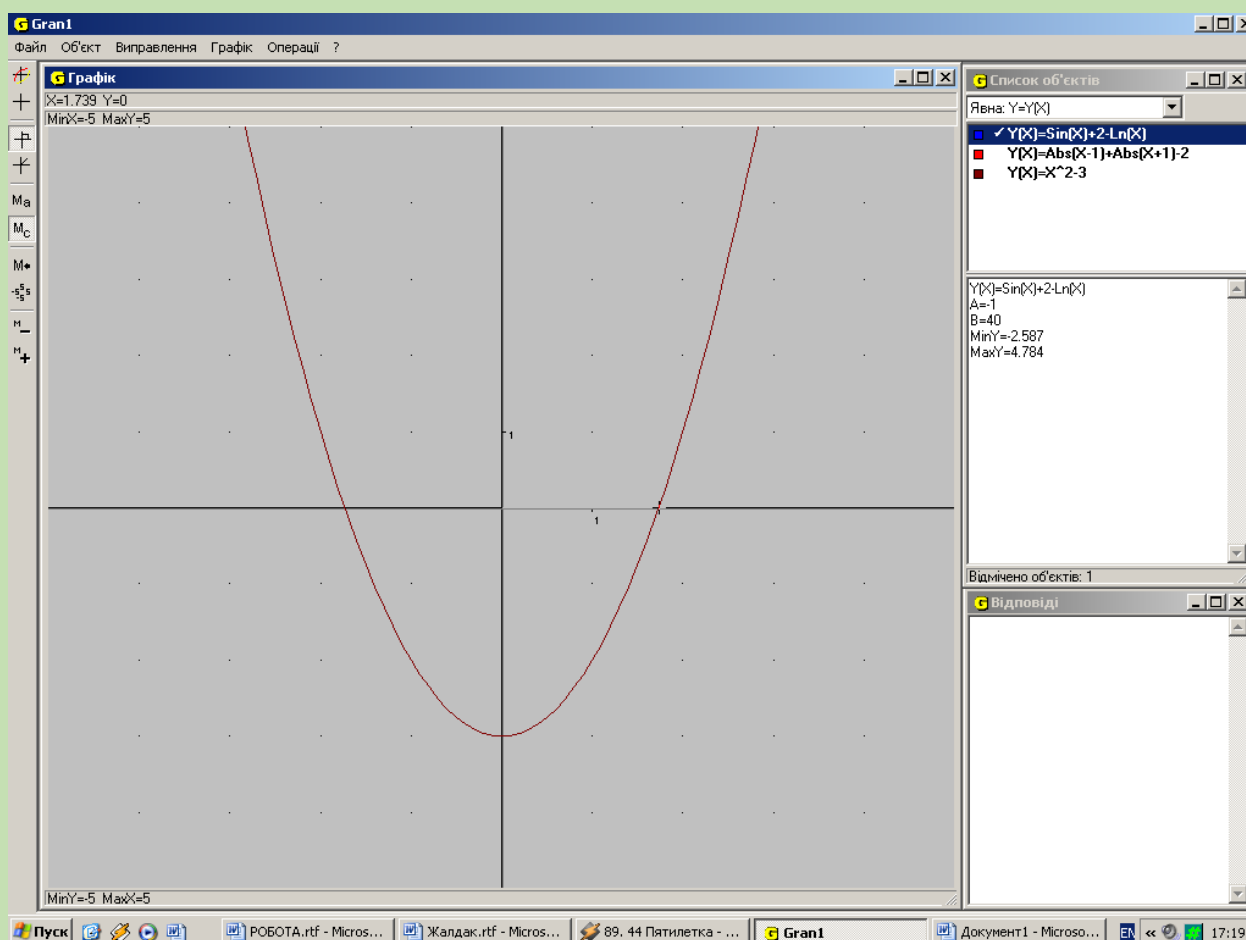 Gran1
Файл Об'єкт Виправлення Графік Операції ?
Графік
X=1.739 Y=0
MinX=-5 MaxY=5
Ma
Mc
1
1
MinY=-5 MaxX=5
Список об'єктів
Явна: Y=Y(X)
Y(X)=Sin(X)+2-Ln(X)
Y(X)=Abs(X-1)+Abs(X+1)-2
Y(X)=X^2-3
Y(X)=Sin(X)+2-Ln(X)
A=-1
B=40
MinY=-2.587
MaxY=4.784
Відмічено об'єктів: 1
Відповіді
Пуск РОБОТА.rtf - Micros... Жалдак.rtf - Micros... 89. 44 Пятилетка - ... Gran1 Документ1 - Microso... EN « 17:19